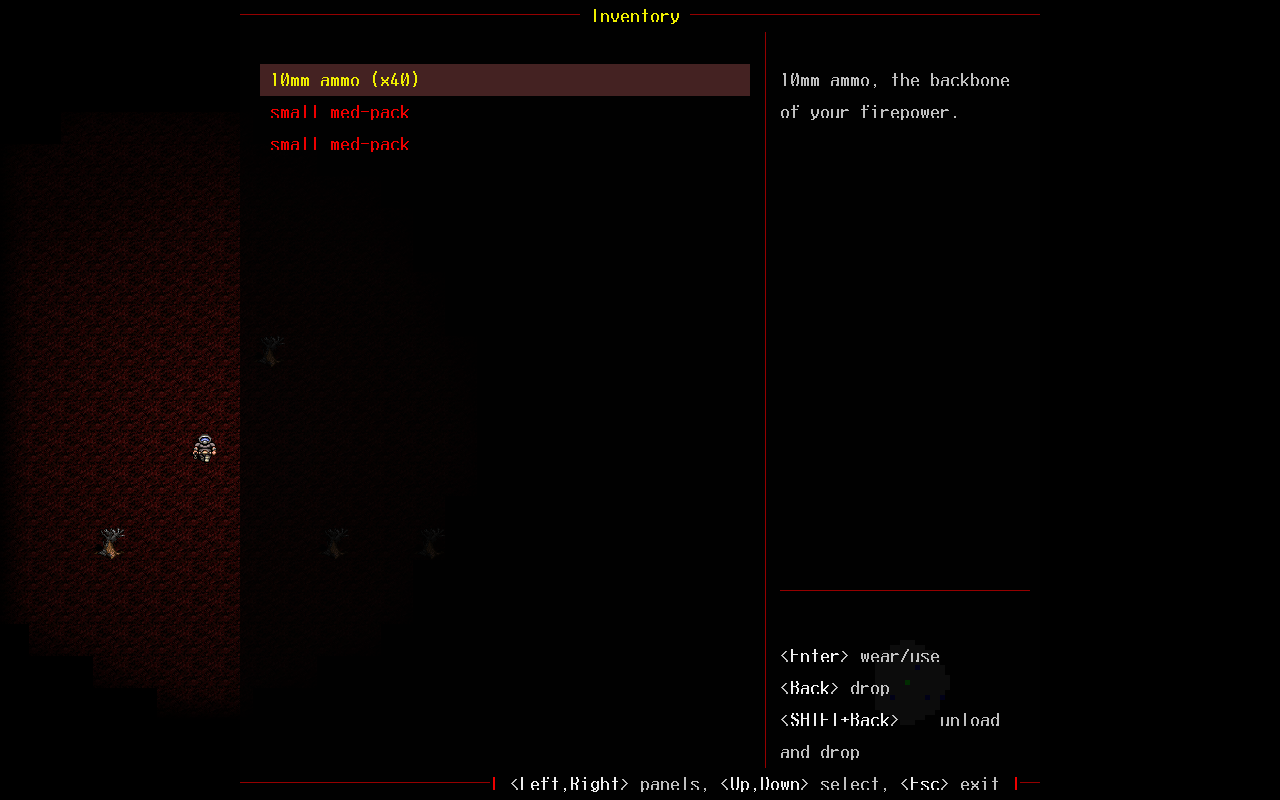 Inventory
10mm ammo (x40)
small med-pack
small med-pack
10mm ammo, the backbone
of your firepower.
<Enter> wear/use
<Back> drop
<SHIFT+Back> unload
and drop
<Left,Right> panels, <Up,Down> select, <Esc> exit